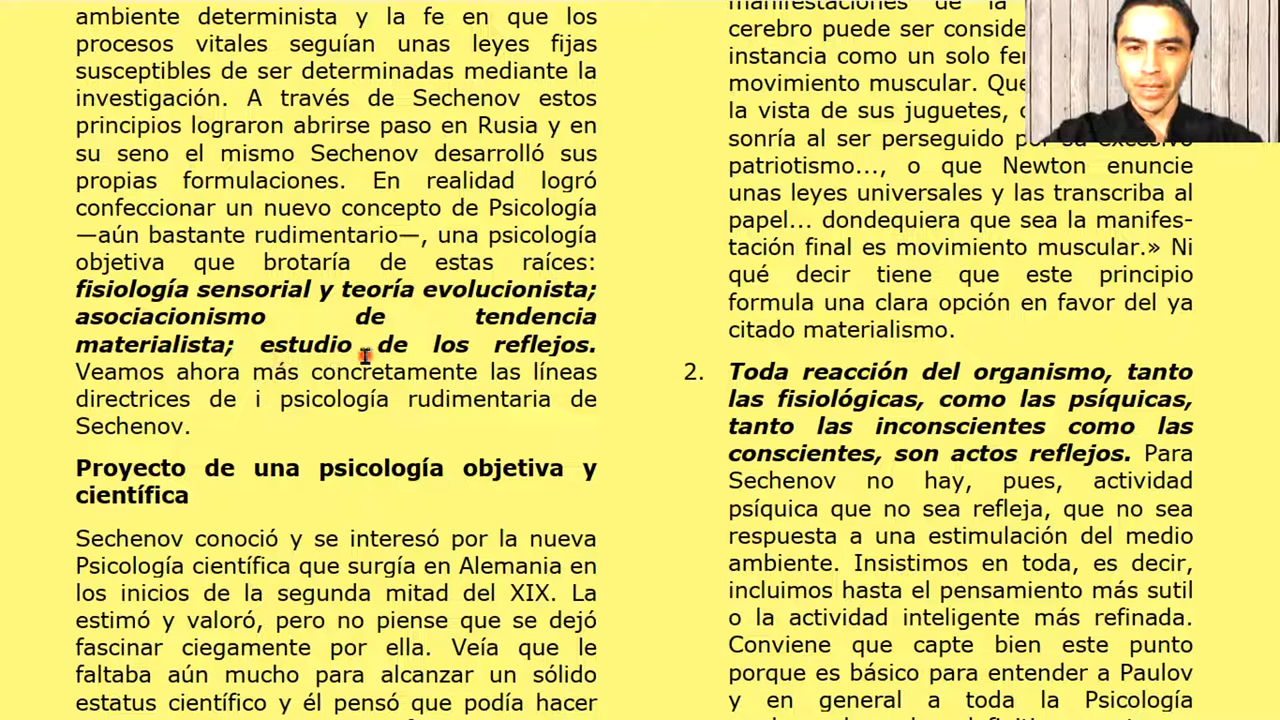 ambiente determinista y la fe en que los
procesos vitales seguían unas leyes fijas
susceptibles de ser determinadas mediante la
investigación. A través de Sechenov estos
principios lograron abrirse paso en Rusia y en
su seno el mismo Sechenov desarrolló sus
propias formulaciones. En realidad logró
confeccionar un nuevo concepto de Psicología
—aún bastante rudimentario—, una psicología
objetiva que brotaría de estas raíces:
fisiología sensorial y teoría evolucionista;
asociacionismo de tendencia
materialista; estudio de los reflejos.
Veamos ahora más concretamente las líneas
directrices de i psicología rudimentaria de
Sechenov.
Proyecto de una psicología objetiva y
científica
Sechenov conoció y se interesó por la nueva
Psicología científica que surgía en Alemania en
los inicios de la segunda mitad del XIX. La
estimó y valoró, pero no piense que se dejó
fascinar ciegamente por ella. Veía que le
faltaba aún mucho para alcanzar un sólido
estatus científico y él pensó que podía hacer
manifestaciones de la
cerebro puede ser
instancia como un solo
movimiento muscular. Que
la vista de sus juguetes,
sonría al ser perseguido por su excesivo
patriotismo..., o que Newton enuncie
unas leyes universales y las transcriba al
papel... dondequiera que sea la manifes-
tación final es movimiento muscular.» Ni
qué decir tiene que este principio
formula una clara opción en favor del ya
citado materialismo.
2. Toda reacción del organismo, tanto
las fisiológicas, como las psíquicas,
tanto las inconscientes como las
conscientes, son actos reflejos. Para
Sechenov no hay, pues, actividad
psíquica que no sea refleja, que no sea
respuesta a una estimulación del medio
ambiente. Insistimos en toda, es decir,
incluimos hasta el pensamiento más sutil
o la actividad inteligente más refinada.
Conviene que capte bien este punto
porque es básico para entender a Paulov
y en general a toda la Psicología